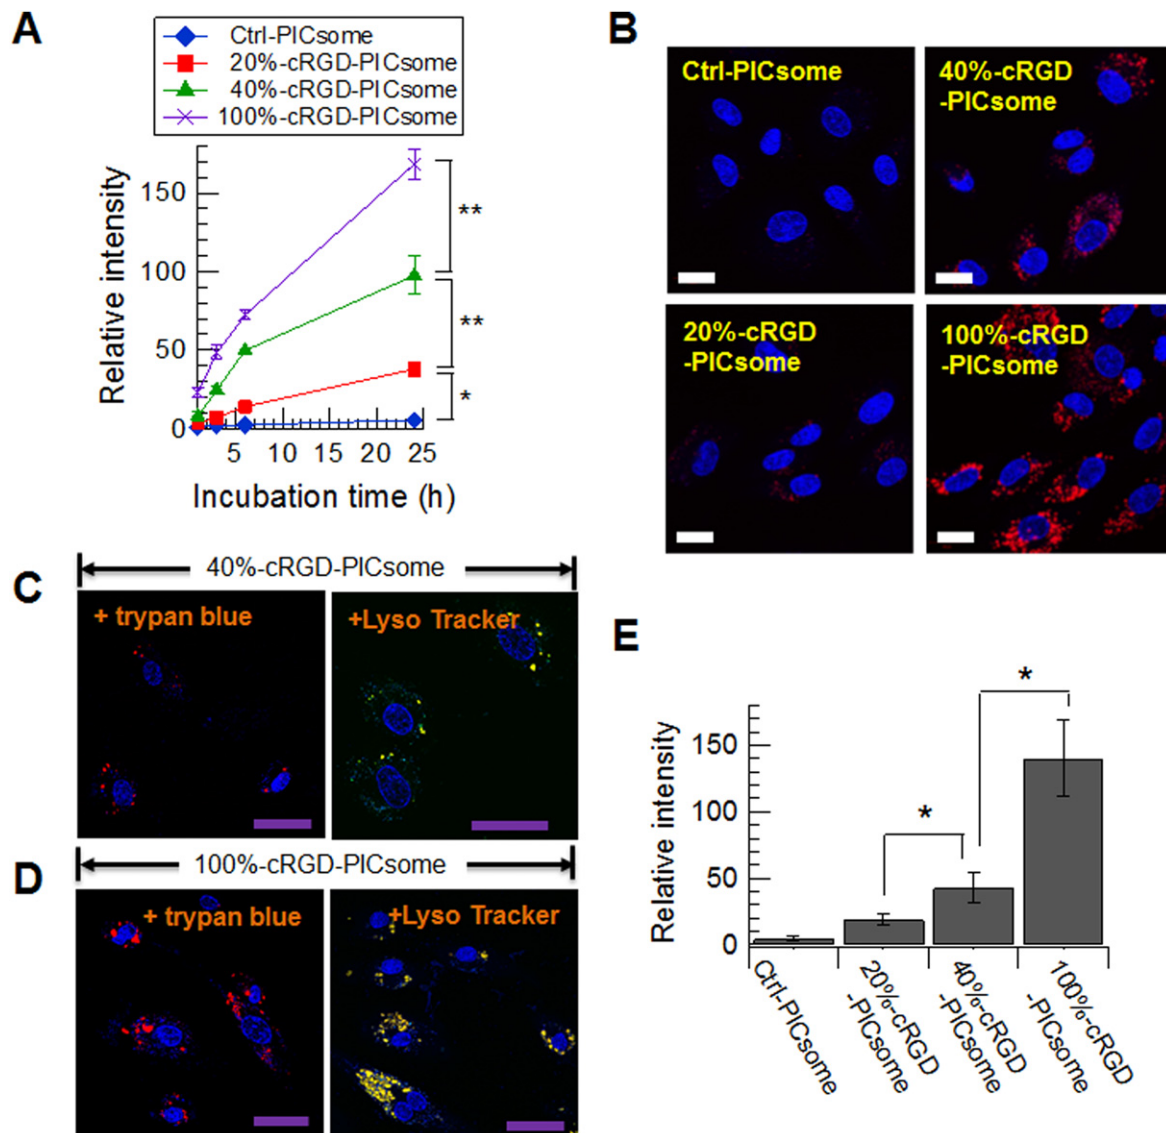 A
Ctrl-PICsome
20%-cRGD-PICsome
40%-cRGD-PICsome
100%-cRGD-PICsome
Relative intensity
150
100
50
0
5 10 15 20 25
Incubation time (h)
**
**
*
B
Ctrl-PICsome
40%-cRGD
-PICsome
20%-cRGD
-PICsome
100%-cRGD
-PICsome
C
40%-cRGD-PICsome
+ trypan blue
+Lyso Tracker
D
100%-cRGD-PICsome
+ trypan blue
+Lyso Tracker
E
Relative intensity
150
100
50
0
*
*
Ctrl-PICsome
20%-cRGD
-PICsome
40%-cRGD
-PICsome
100%-cRGD
-PICsome